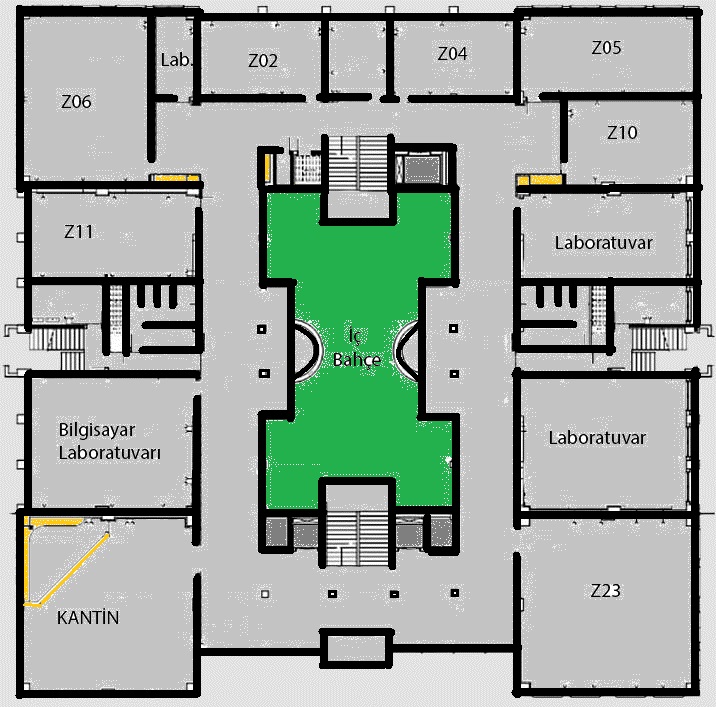 Lab.
Z02
Z04
Z05
Z06
Z10
Z11
Laboratuvar
İç
Bahçe
Bilgisayar
Laboratuvarı
Laboratuvar
KANTİN
Z23